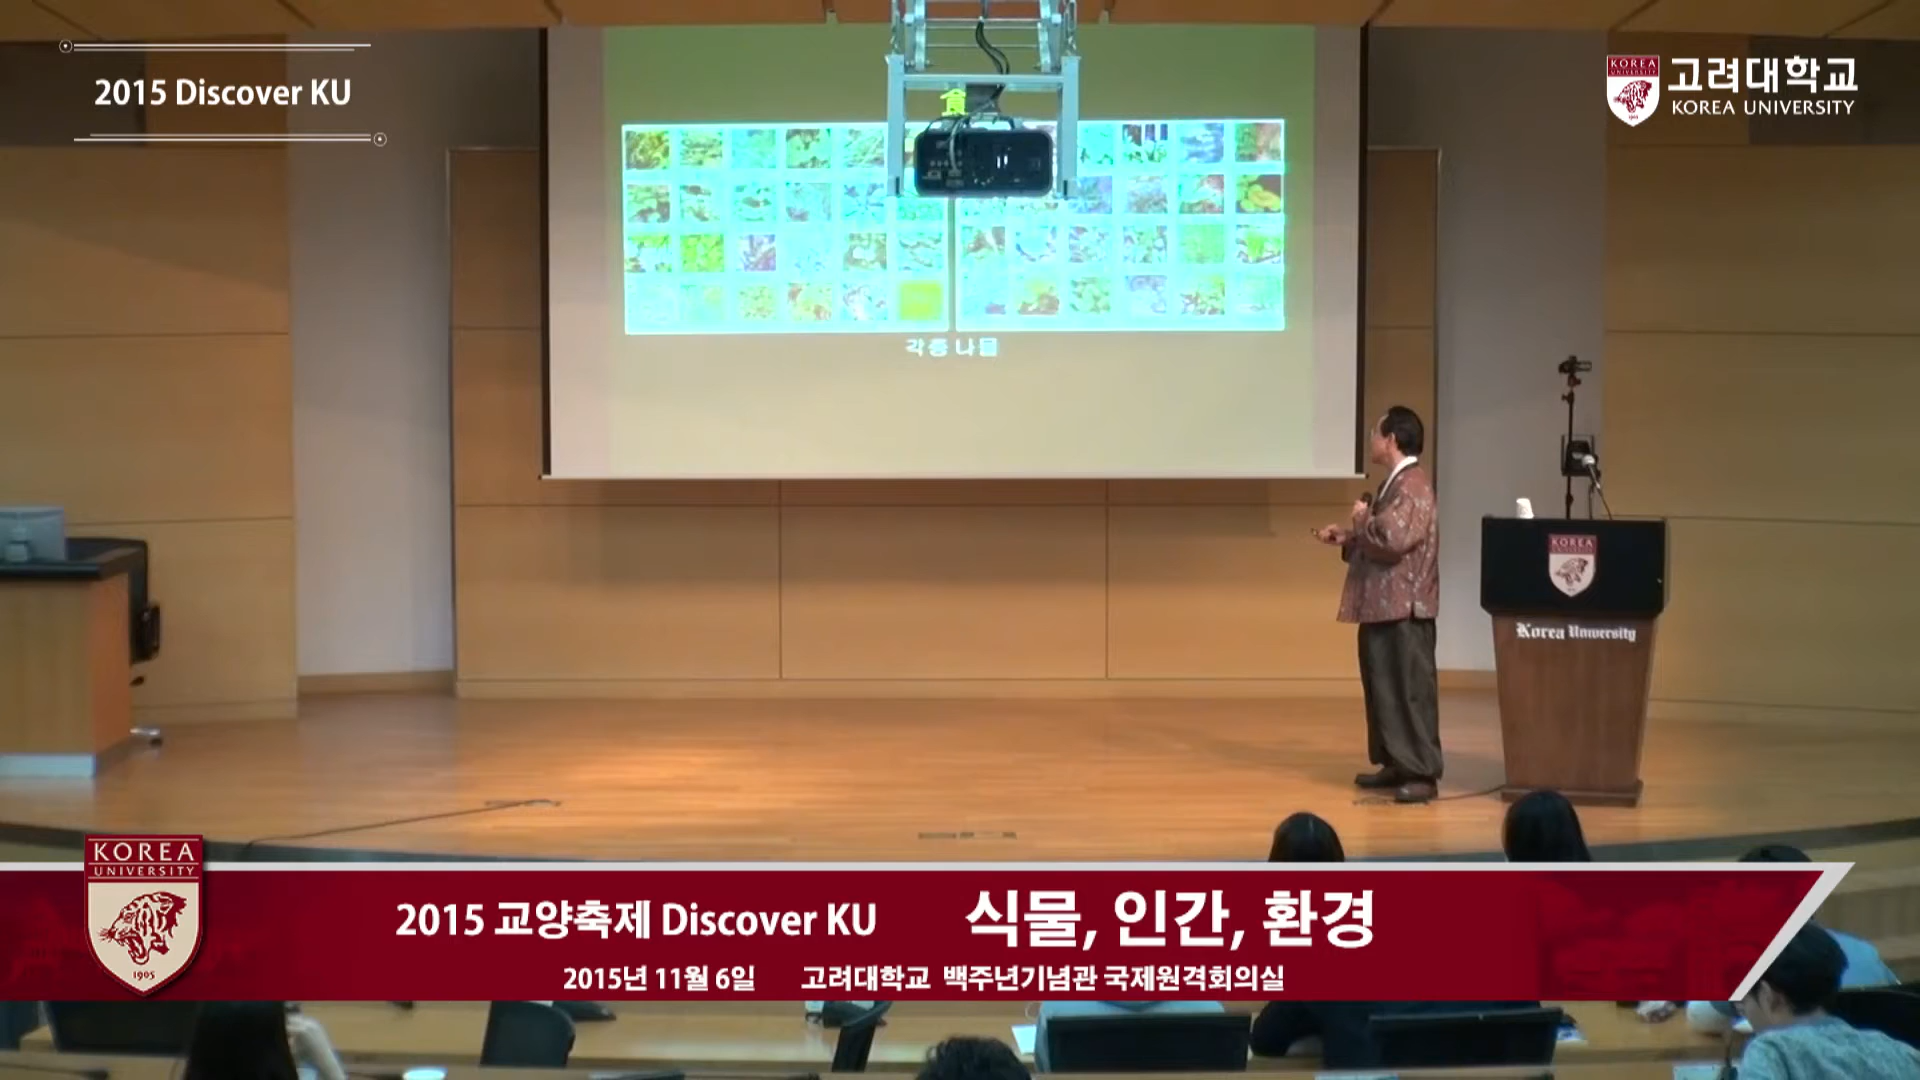 2015 Discover KU
KOREA
UNIVERSITY
1905
고려대학교
KOREA UNIVERSITY
각종 나물
KOREA
UNIVERSITY
Korea University
KOREA
UNIVERSITY
1905
2015 교양축제 Discover KU 식물, 인간, 환경
2015년 11월 6일 고려대학교 백주년기념관 국제원격회의실